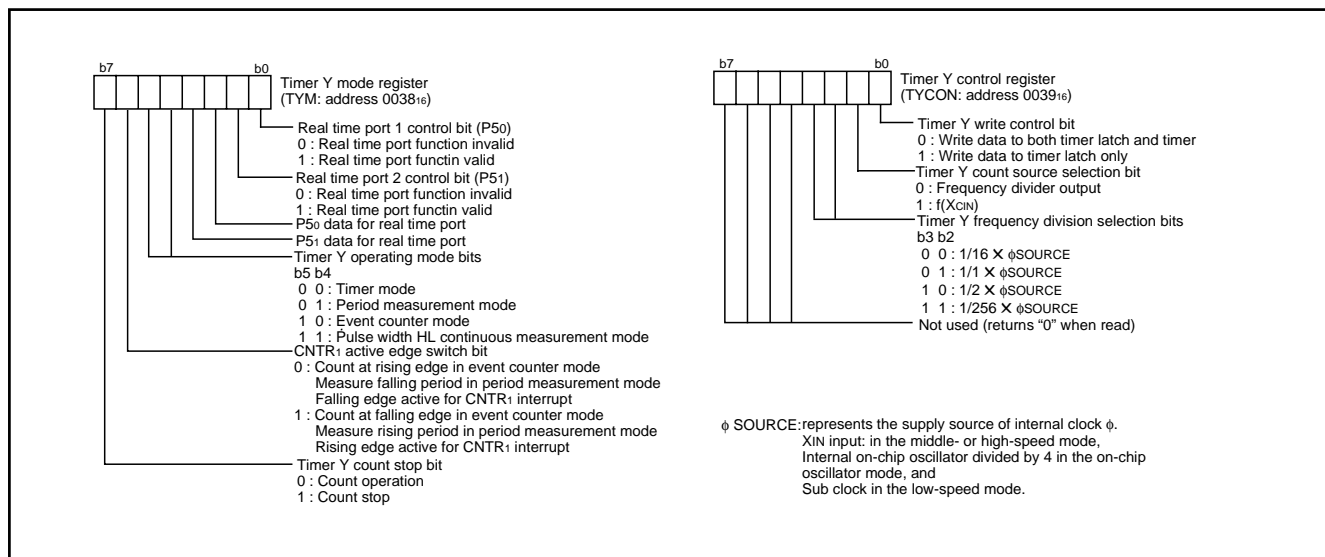 b7 b0
Timer Y mode register
(TYM: address 003816)
Real time port 1 control bit (P50)
0 : Real time port function invalid
1 : Real time port functin valid
Real time port 2 control bit (P51)
0 : Real time port function invalid
1 : Real time port functin valid
P50 data for real time port
P51 data for real time port
Timer Y operating mode bits
b5 b4
0 0 : Timer mode
0 1 : Period measurement mode
1 0 : Event counter mode
1 1 : Pulse width HL continuous measurement mode
CNTR1 active edge switch bit
0 : Count at rising edge in event counter mode
Measure falling period in period measurement mode
Falling edge active for CNTR1 interrupt
1 : Count at falling edge in event counter mode
Measure rising period in period measurement mode
Rising edge active for CNTR1 interrupt
Timer Y count stop bit
0 : Count operation
1 : Count stop
b7 b0
Timer Y control register
(TYCON: address 003916)
Timer Y write control bit
0 : Write data to both timer latch and timer
1 : Write data to timer latch only
Timer Y count source selection bit
0 : Frequency divider output
1 : f(XCIN)
Timer Y frequency division selection bits
b3 b2
0 0 : 1/16 × ϕSOURCE
0 1 : 1/1 × ϕSOURCE
1 0 : 1/2 × ϕSOURCE
1 1 : 1/256 × ϕSOURCE
Not used (returns “0” when read)
ϕ SOURCE: represents the supply source of internal clock ϕ.
XIN input: in the middle- or high-speed mode,
Internal on-chip oscillator divided by 4 in the on-chip
oscillator mode, and
Sub clock in the low-speed mode.